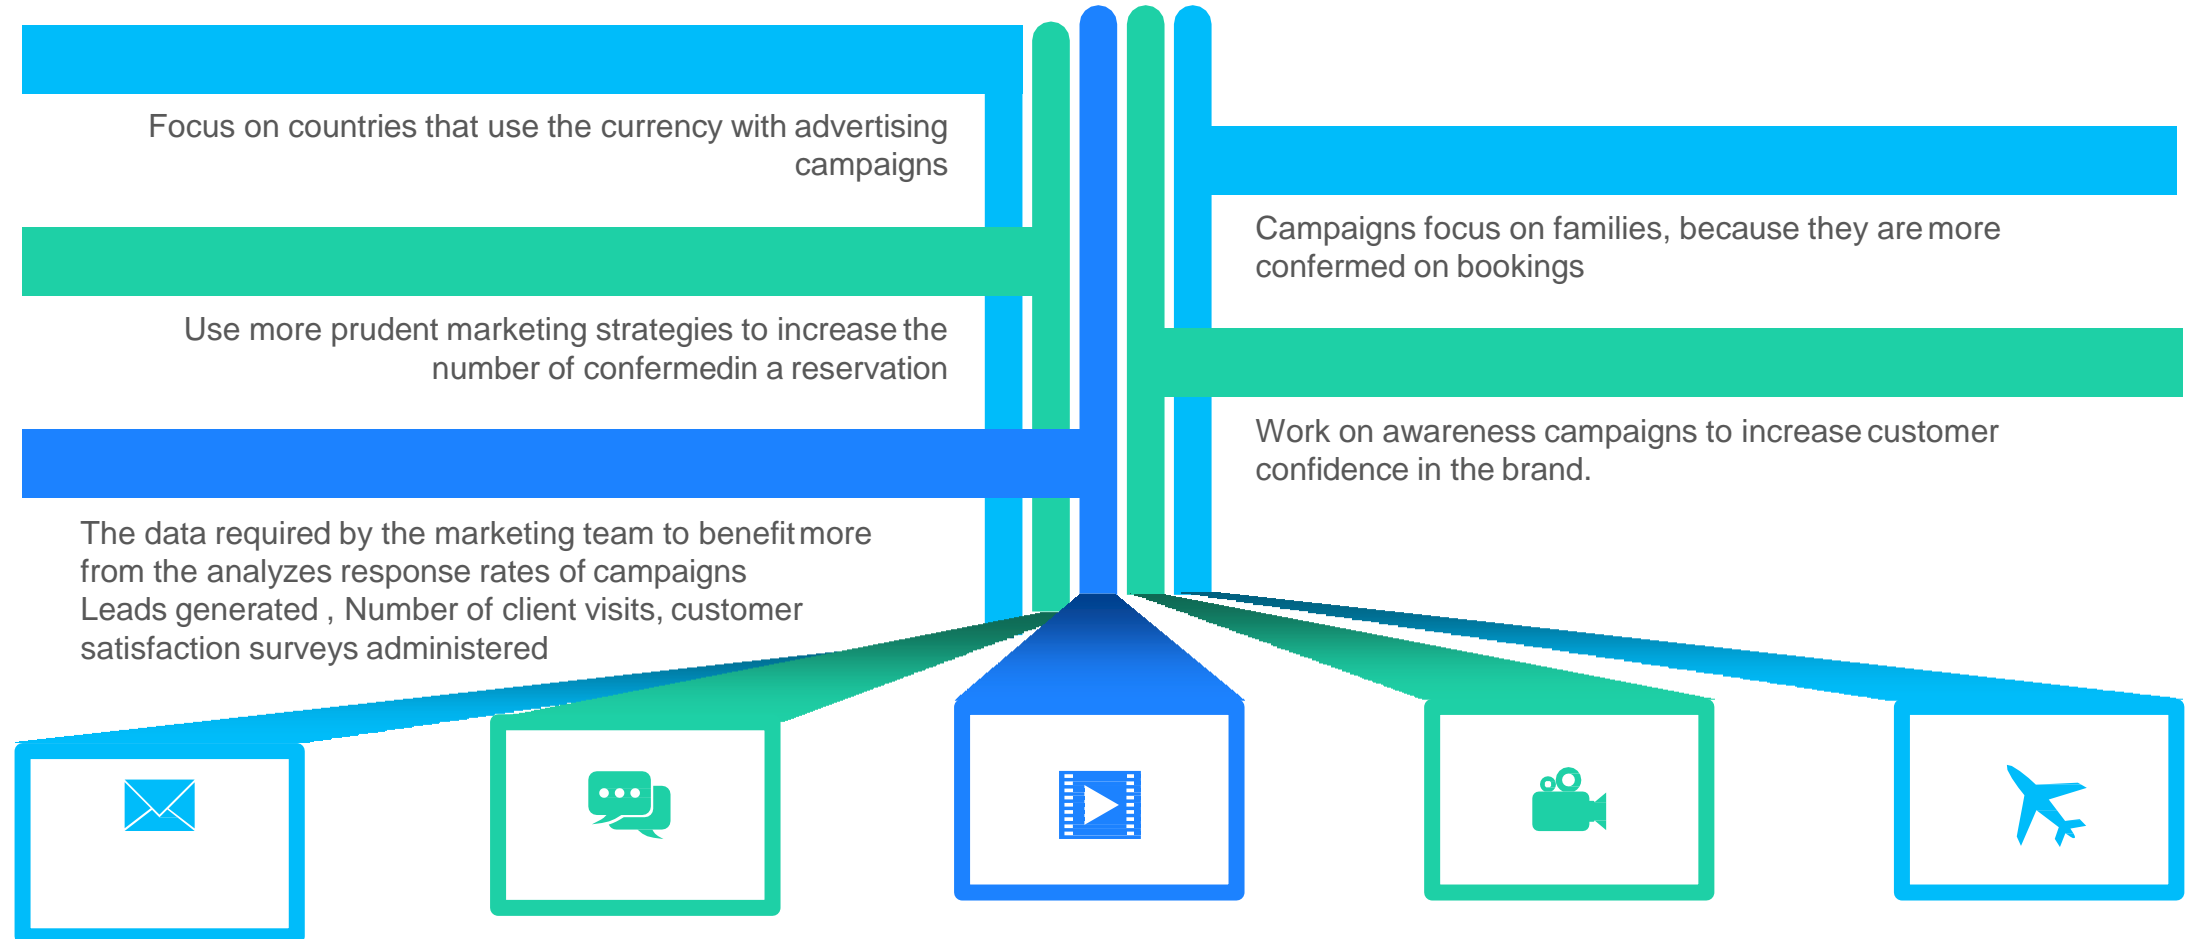 Focus on countries that use the currency with advertising
campaigns
Use more prudent marketing strategies to increase the
number of confermedin a reservation
The data required by the marketing team to benefit more
from the analyzes response rates of campaigns
Leads generated , Number of client visits, customer
satisfaction surveys administered
Campaigns focus on families, because they are more
confermed on bookings
Work on awareness campaigns to increase customer
confidence in the brand.